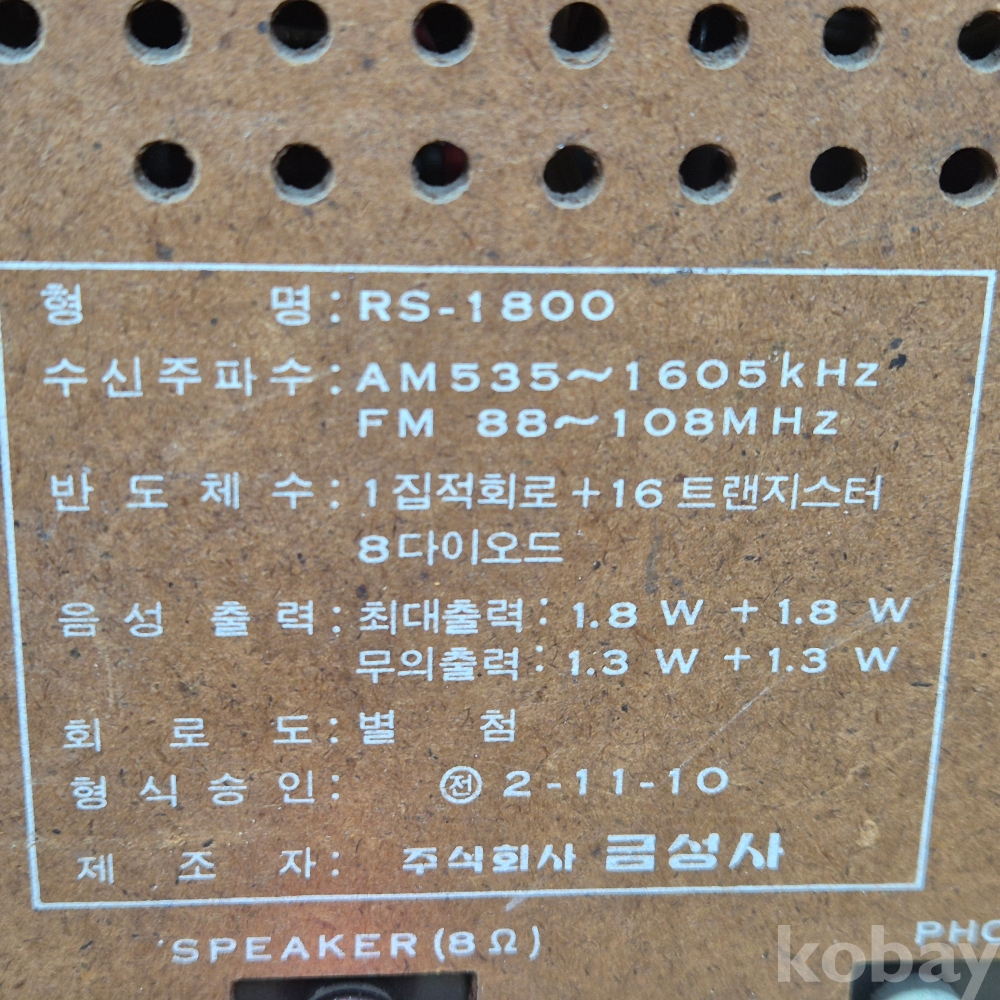 형 명 : RS-1800
수신주파수 : AM 535~1605kHz
FM 88~108MHz
반 도 체 수 : 1 집적회로 + 16 트랜지스터
8 다이오드
음 성 출 력 : 최대출력 : 1.8 W + 1.8 W
무의출력 : 1.3 W + 1.3 W
회 로 도 : 별 첨
형 식 승 인 : ㊉ 2-11-10
제 조 자 : 주식회사 금성사
SPEAKER (8Ω)
kobay